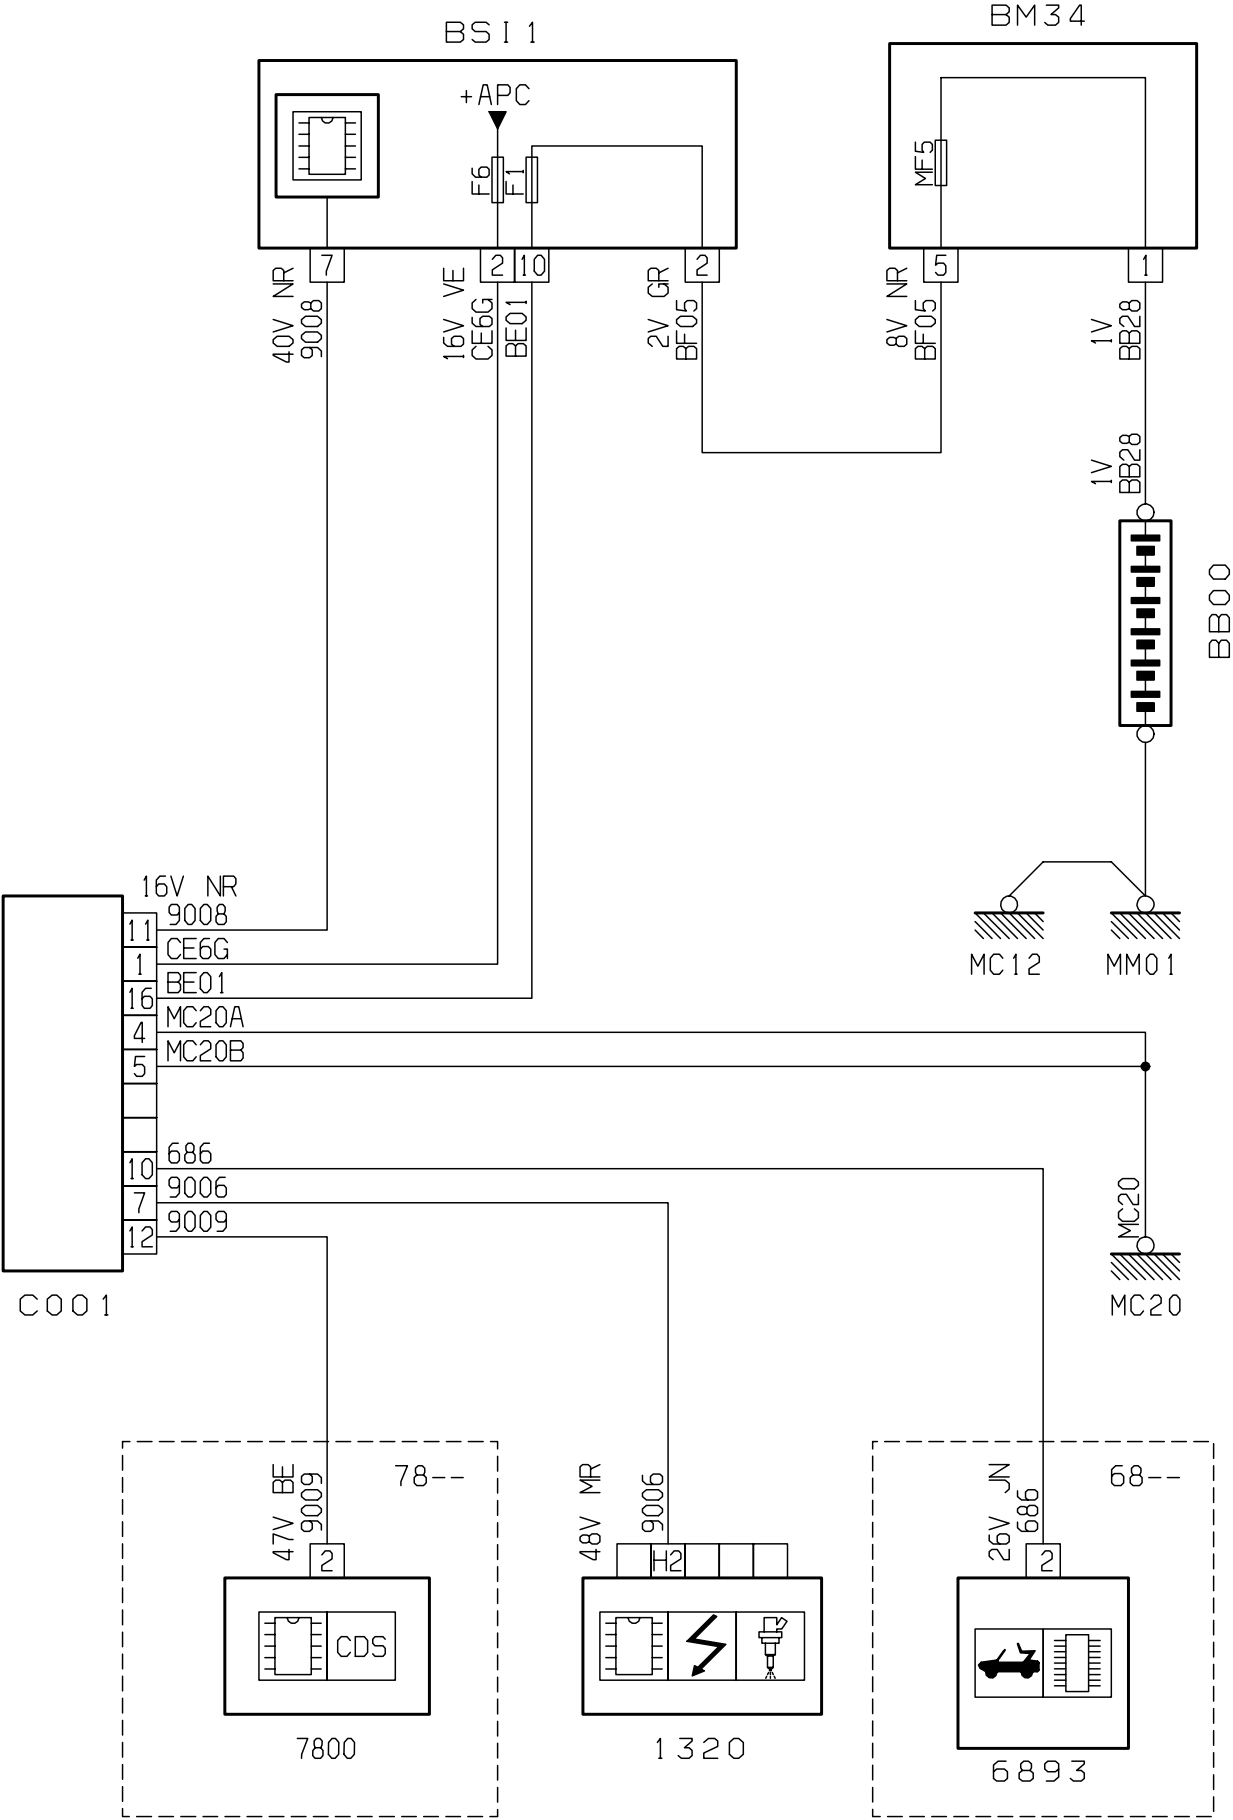 BSI1
BM34
+APC
F6
F1
MF5
7
2
10
2
5
1
40V NR
9008
16V VE
CE6G
BE01
2V GR
BF05
8V NR
BF05
1V
BB28
1V
BB28
BB00
MC12
MM01
16V NR
11
9008
1
CE6G
16
BE01
4
MC20A
5
MC20B
10
686
7
9006
12
9009
C001
MC20
MC20
78--
47V BE
9009
2
CDS
7800
48V MR
9006
H2
1320
68--
26V JN
686
2
6893